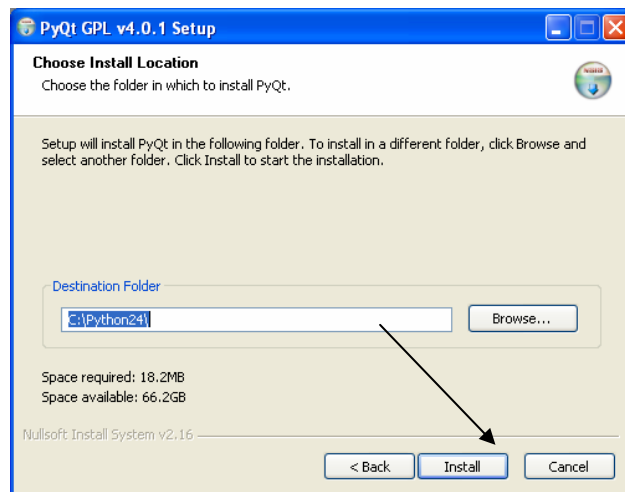 PyQt GPL v4.0.1 Setup
Choose Install Location
Choose the folder in which to install PyQt.
Setup will install PyQt in the following folder. To install in a different folder, click Browse and
select another folder. Click Install to start the installation.
Destination Folder
C:\Python24\
Browse...
Space required: 18.2MB
Space available: 66.2GB
Nullsoft Install System v2.16
< Back
Install
Cancel